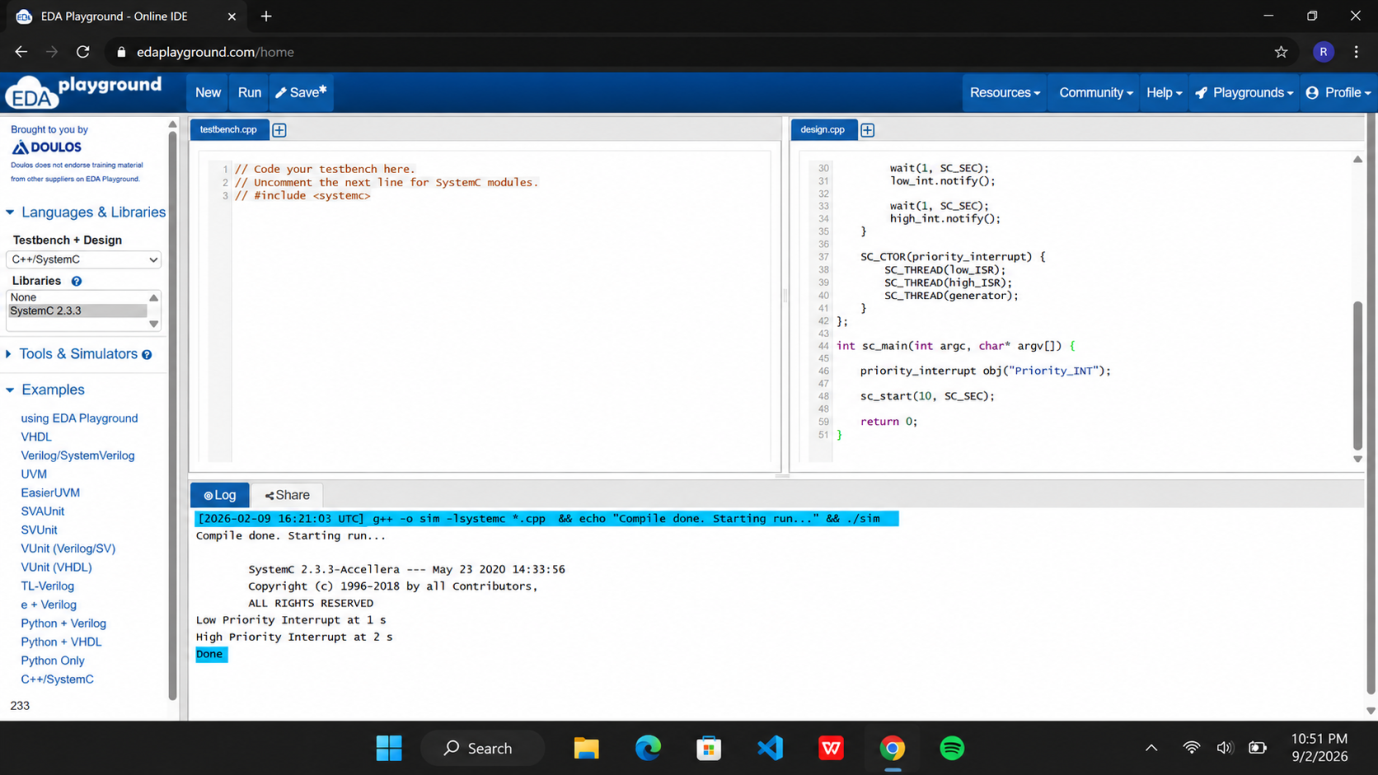 EDA Playground - Online IDE
edaplayground.com/home
R
EDA playground
New
Run
Save*
Resources
Community
Help
Playgrounds
Profile
Brought to you by
DOULOS
Doulos does not endorse training material
from other suppliers on EDA Playground.
Languages & Libraries
Testbench + Design
C++/SystemC
Libraries ?
None
SystemC 2.3.3
Tools & Simulators ?
Examples
using EDA Playground
VHDL
Verilog/SystemVerilog
UVM
EasierUVM
SVAUnit
SVUnit
VUnit (Verilog/SV)
VUnit (VHDL)
TL-Verilog
e + Verilog
Python + Verilog
Python + VHDL
Python Only
C++/SystemC
233
testbench.cpp
1 // Code your testbench here.
2 // Uncomment the next line for SystemC modules.
3 // #include <systemc>
design.cpp
30 wait(1, SC_SEC);
31 low_int.notify();
32
33 wait(1, SC_SEC);
34 high_int.notify();
35 }
36
37 SC_CTOR(priority_interrupt) {
38 SC_THREAD(low_ISR);
39 SC_THREAD(high_ISR);
40 SC_THREAD(generator);
41 }
42 };
43
44 int sc_main(int argc, char* argv[]) {
45
46 priority_interrupt obj("Priority_INT");
47
48 sc_start(10, SC_SEC);
48
59 return 0;
51 }
Log
Share
[2026-02-09 16:21:03 UTC] g++ -o sim -lsystemc *.cpp && echo "Compile done. Starting run..." && ./sim
Compile done. Starting run...
SystemC 2.3.3-Accellera --- May 23 2020 14:33:56
Copyright (c) 1996-2018 by all Contributors,
ALL RIGHTS RESERVED
Low Priority Interrupt at 1 s
High Priority Interrupt at 2 s
Done
Search
W
10:51 PM
9/2/2026